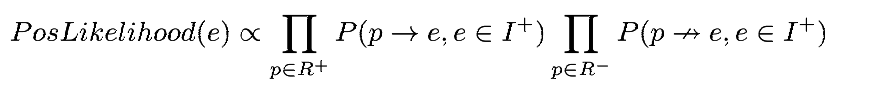 PosLikelihood(e) ∝ ∏_{p∈R⁺} P(p → e, e ∈ I⁺) ∏_{p∈R⁻} P(p ↛ e, e ∈ I⁺)